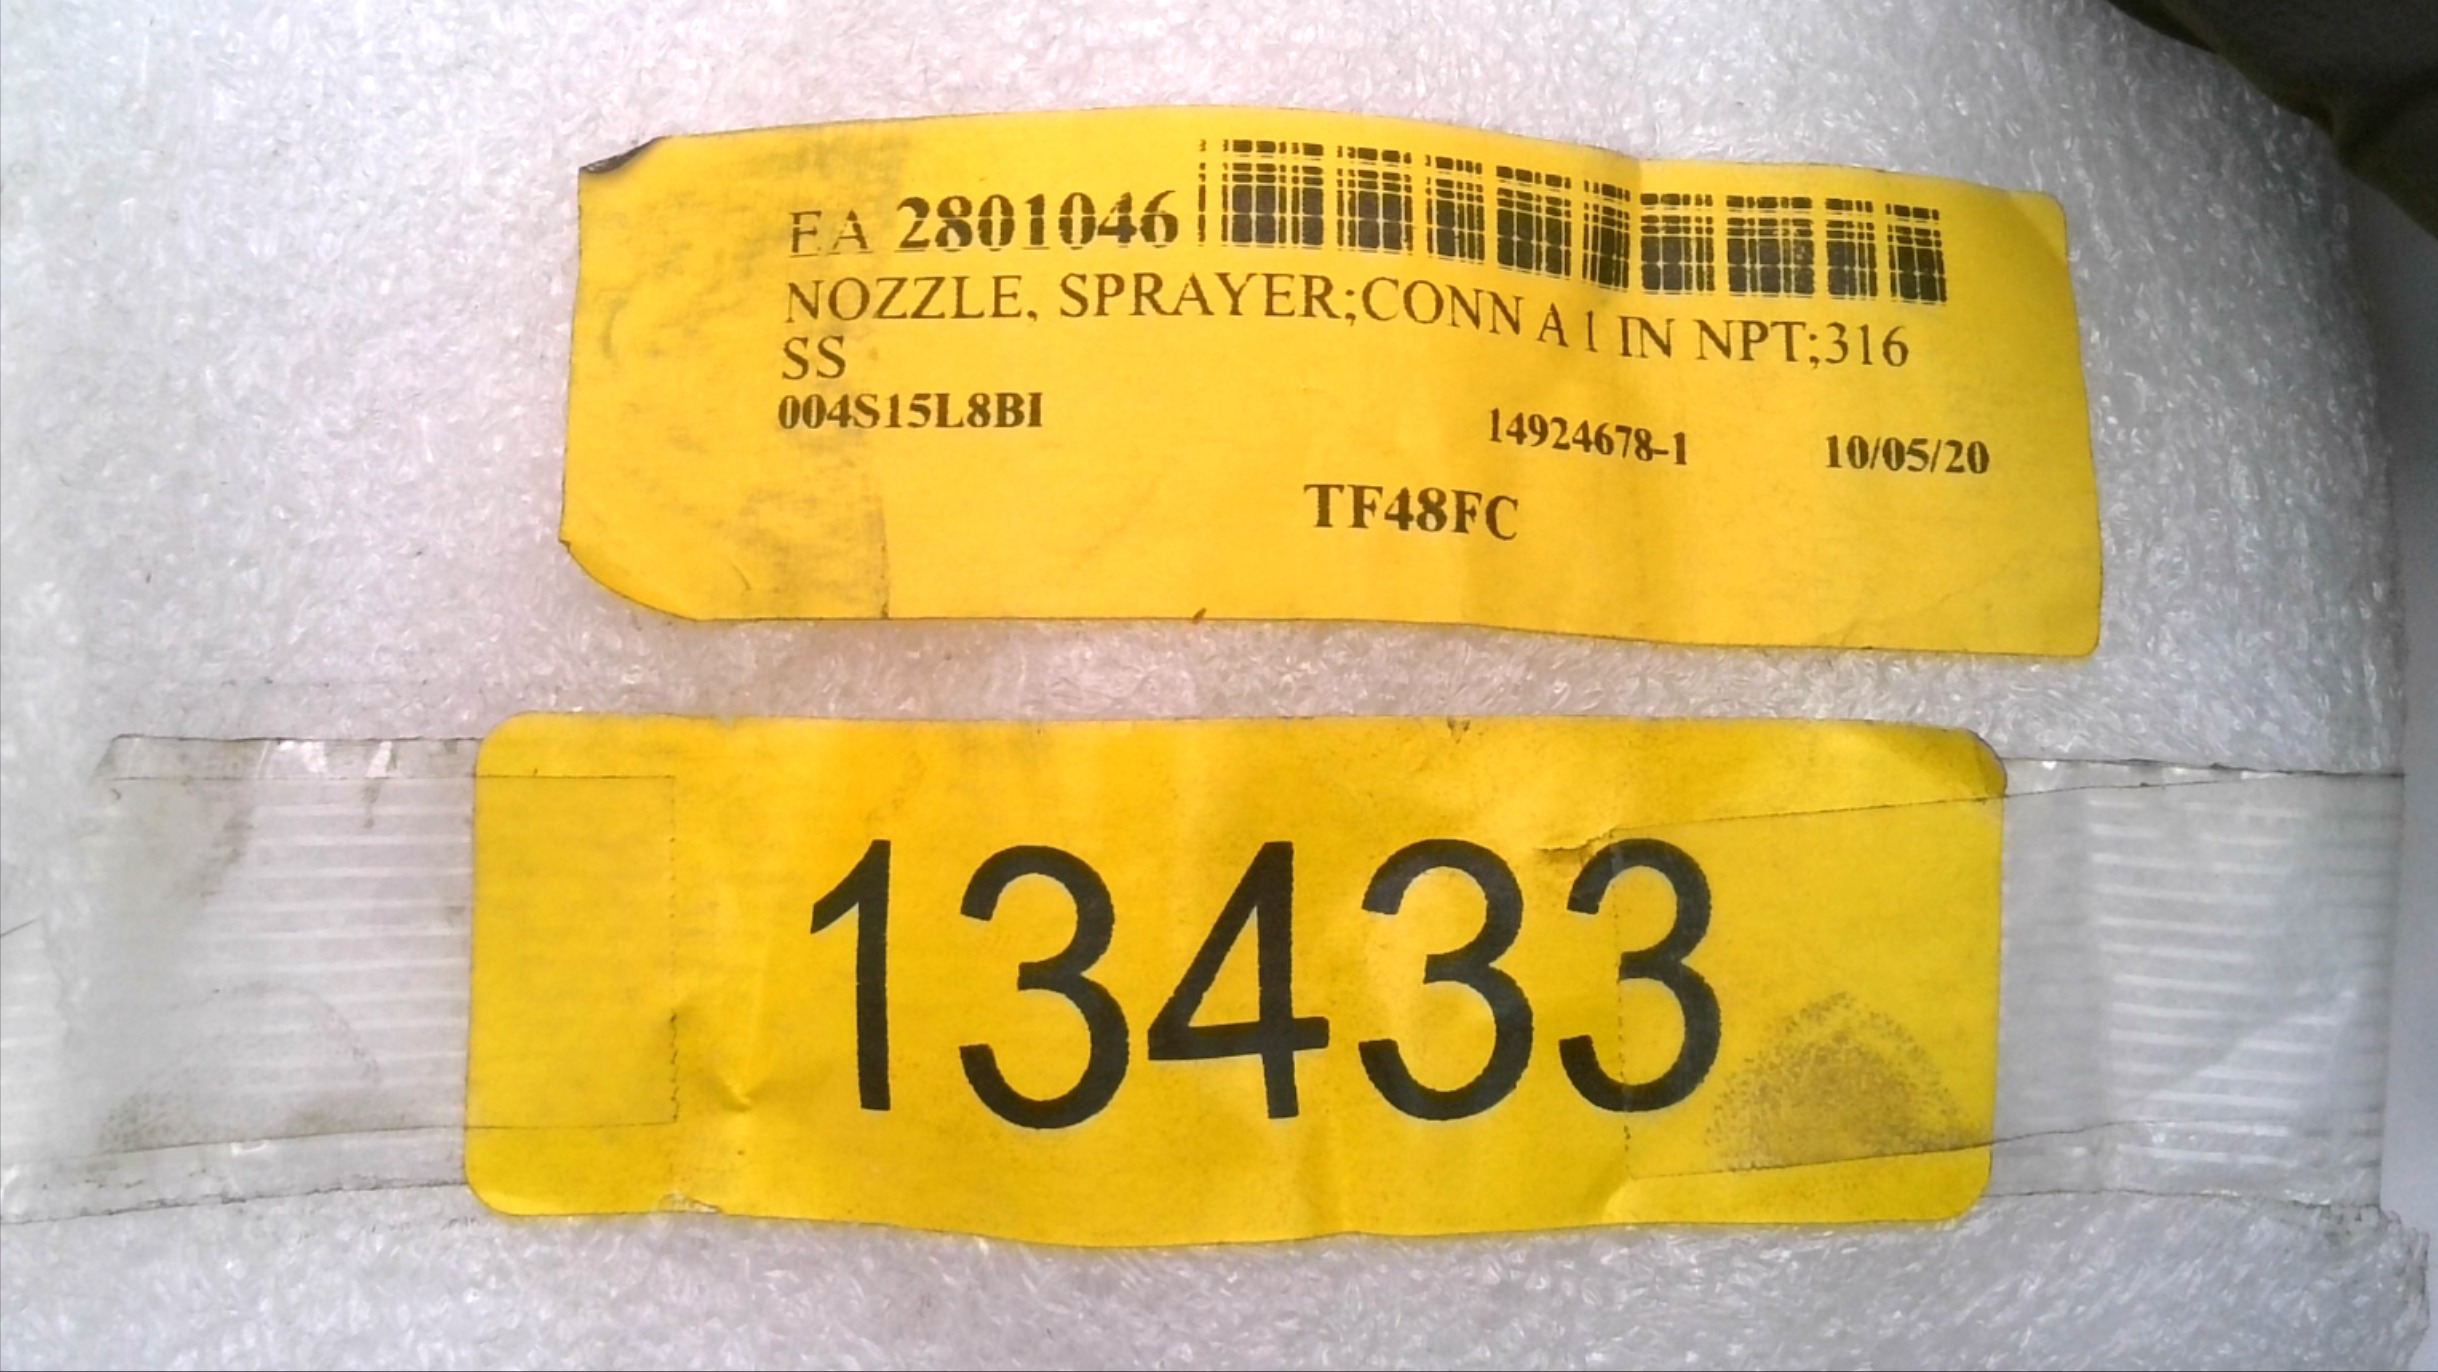 EA 2801046
NOZZLE, SPRAYER;CONN A 1 IN NPT;316
SS
004S15L8BI 14924678-1 10/05/20
TF48FC
13433